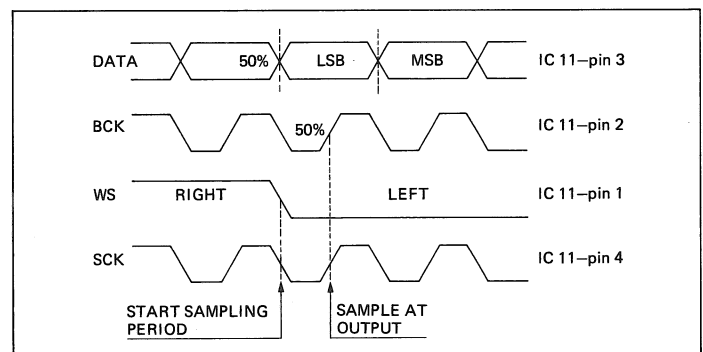 DATA 50% LSB MSB IC 11–pin 3
BCK 50% IC 11–pin 2
WS RIGHT LEFT IC 11–pin 1
SCK IC 11–pin 4
START SAMPLING
PERIOD
SAMPLE AT
OUTPUT